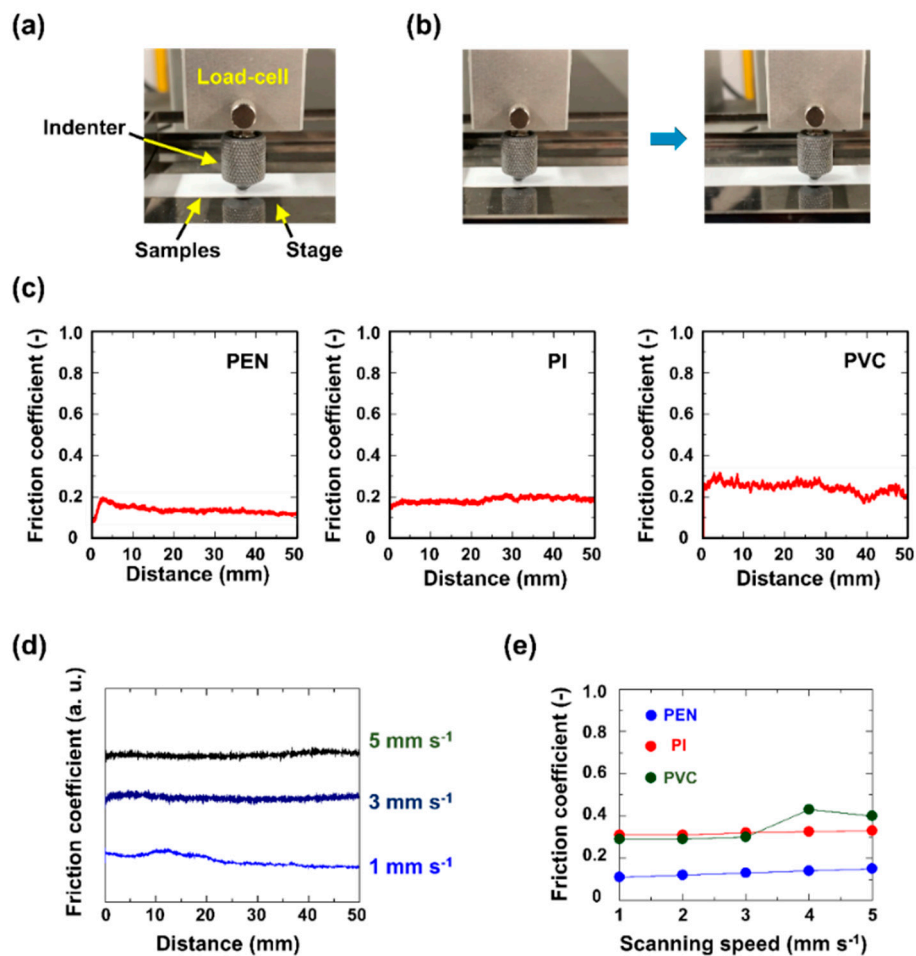 (a)
Load-cell
Indenter
Samples
Stage
(b)
(c)
Friction coefficient (-)
1.0
0.8
0.6
0.4
0.2
0
PEN
0 10 20 30 40 50
Distance (mm)
Friction coefficient (-)
1.0
0.8
0.6
0.4
0.2
0
PI
0 10 20 30 40 50
Distance (mm)
Friction coefficient (-)
1.0
0.8
0.6
0.4
0.2
0
PVC
0 10 20 30 40 50
Distance (mm)
(d)
Friction coefficient (a. u.)
5 mm s⁻¹
3 mm s⁻¹
1 mm s⁻¹
0 10 20 30 40 50
Distance (mm)
(e)
Friction coefficient (-)
1.0
0.8
0.6
0.4
0.2
0
PEN
PI
PVC
1 2 3 4 5
Scanning speed (mm s⁻¹)